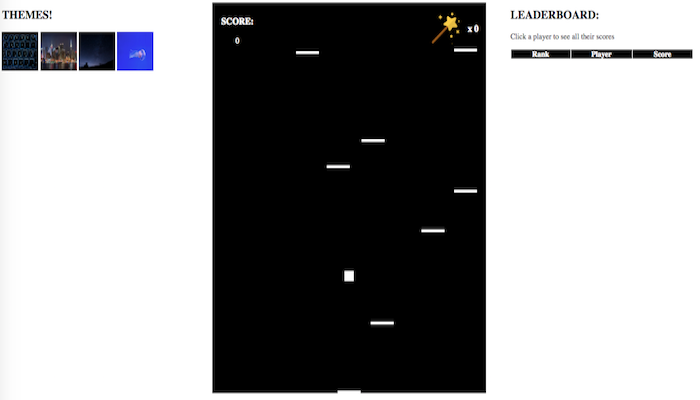 THEMES!
SCORE:
0
x 0
LEADERBOARD:
Click a player to see all their scores
Rank Player Score